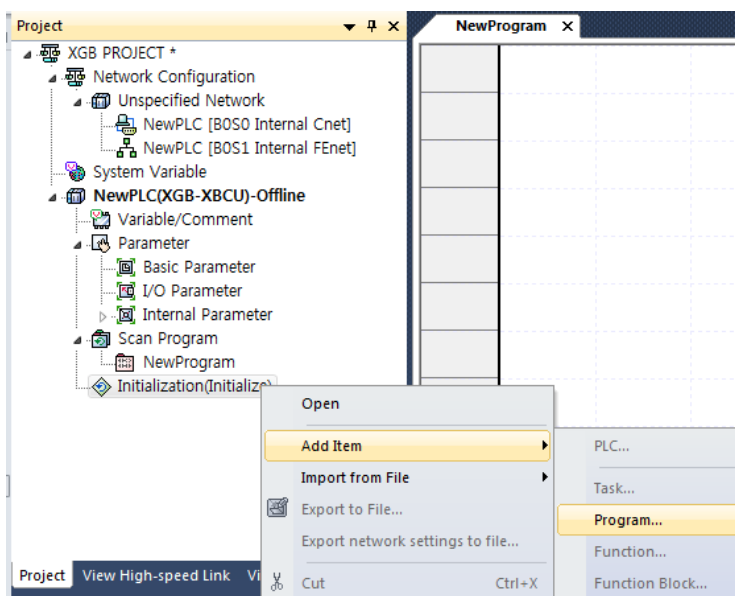 Project
NewProgram
XGB PROJECT *
Network Configuration
Unspecified Network
NewPLC [B0S0 Internal Cnet]
NewPLC [B0S1 Internal FEnet]
System Variable
NewPLC(XGB-XBCU)-Offline
Variable/Comment
Parameter
Basic Parameter
I/O Parameter
Internal Parameter
Scan Program
NewProgram
Initialization(Initialize)
Open
Add Item
Import from File
Export to File...
Export network settings to file...
Cut Ctrl+X
PLC...
Task...
Program...
Function...
Function Block...
Project View High-speed Link